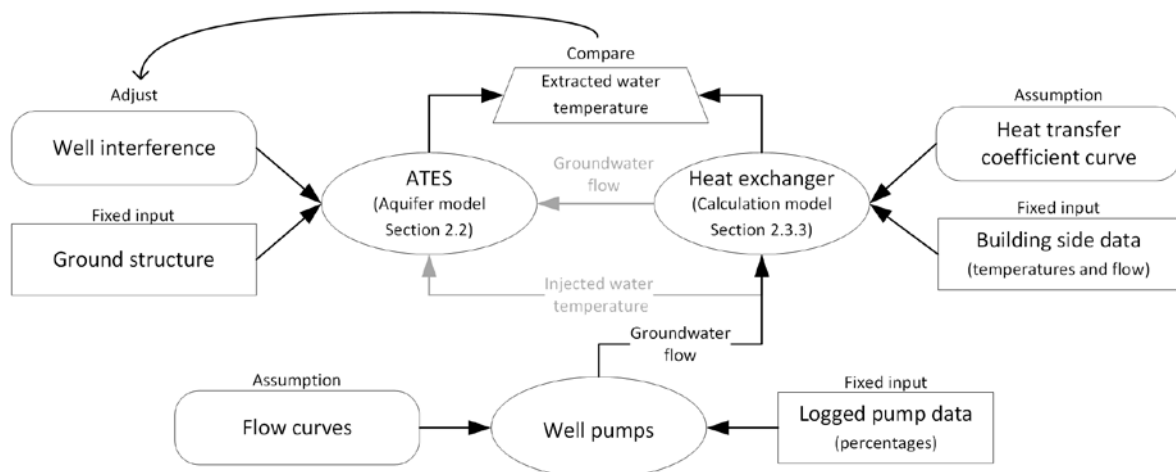 Compare
Extracted water
temperature
Adjust
Well interference
Assumption
Heat transfer
coefficient curve
Groundwater
flow
ATES
(Aquifer model
Section 2.2)
Heat exchanger
(Calculation model
Section 2.3.3)
Fixed input
Ground structure
Fixed input
Building side data
(temperatures and flow)
Injected water
temperature
Groundwater
flow
Assumption
Flow curves
Well pumps
Fixed input
Logged pump data
(percentages)